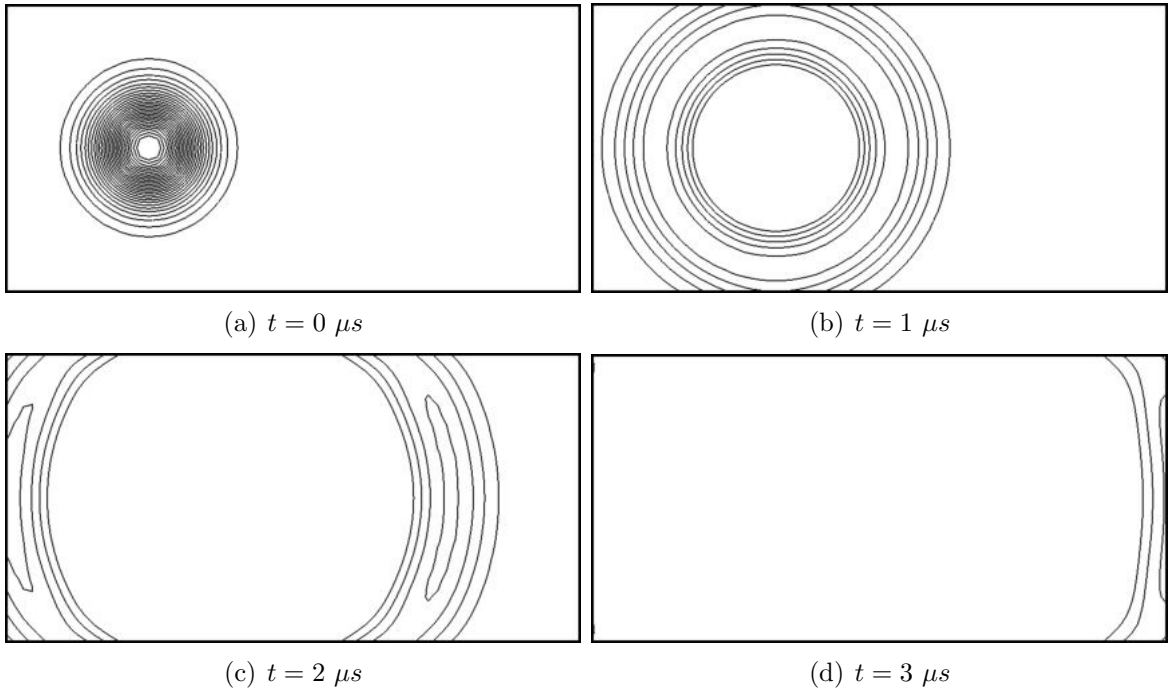 (a) t = 0 μs
(b) t = 1 μs
(c) t = 2 μs
(d) t = 3 μs